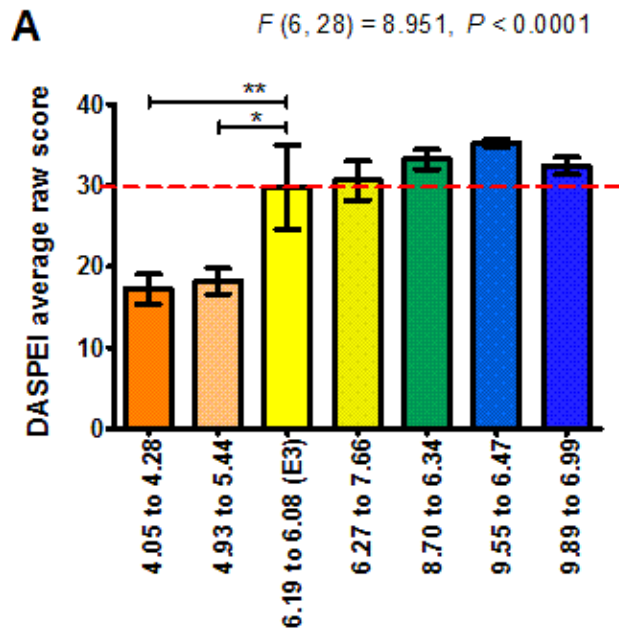 A
F (6, 28) = 8.951, P < 0.0001
**
*
DASPEI average raw score
40
30
20
10
0
4.05 to 4.28
4.93 to 5.44
6.19 to 6.08 (E3)
6.27 to 7.66
8.70 to 6.34
9.55 to 6.47
9.89 to 6.99